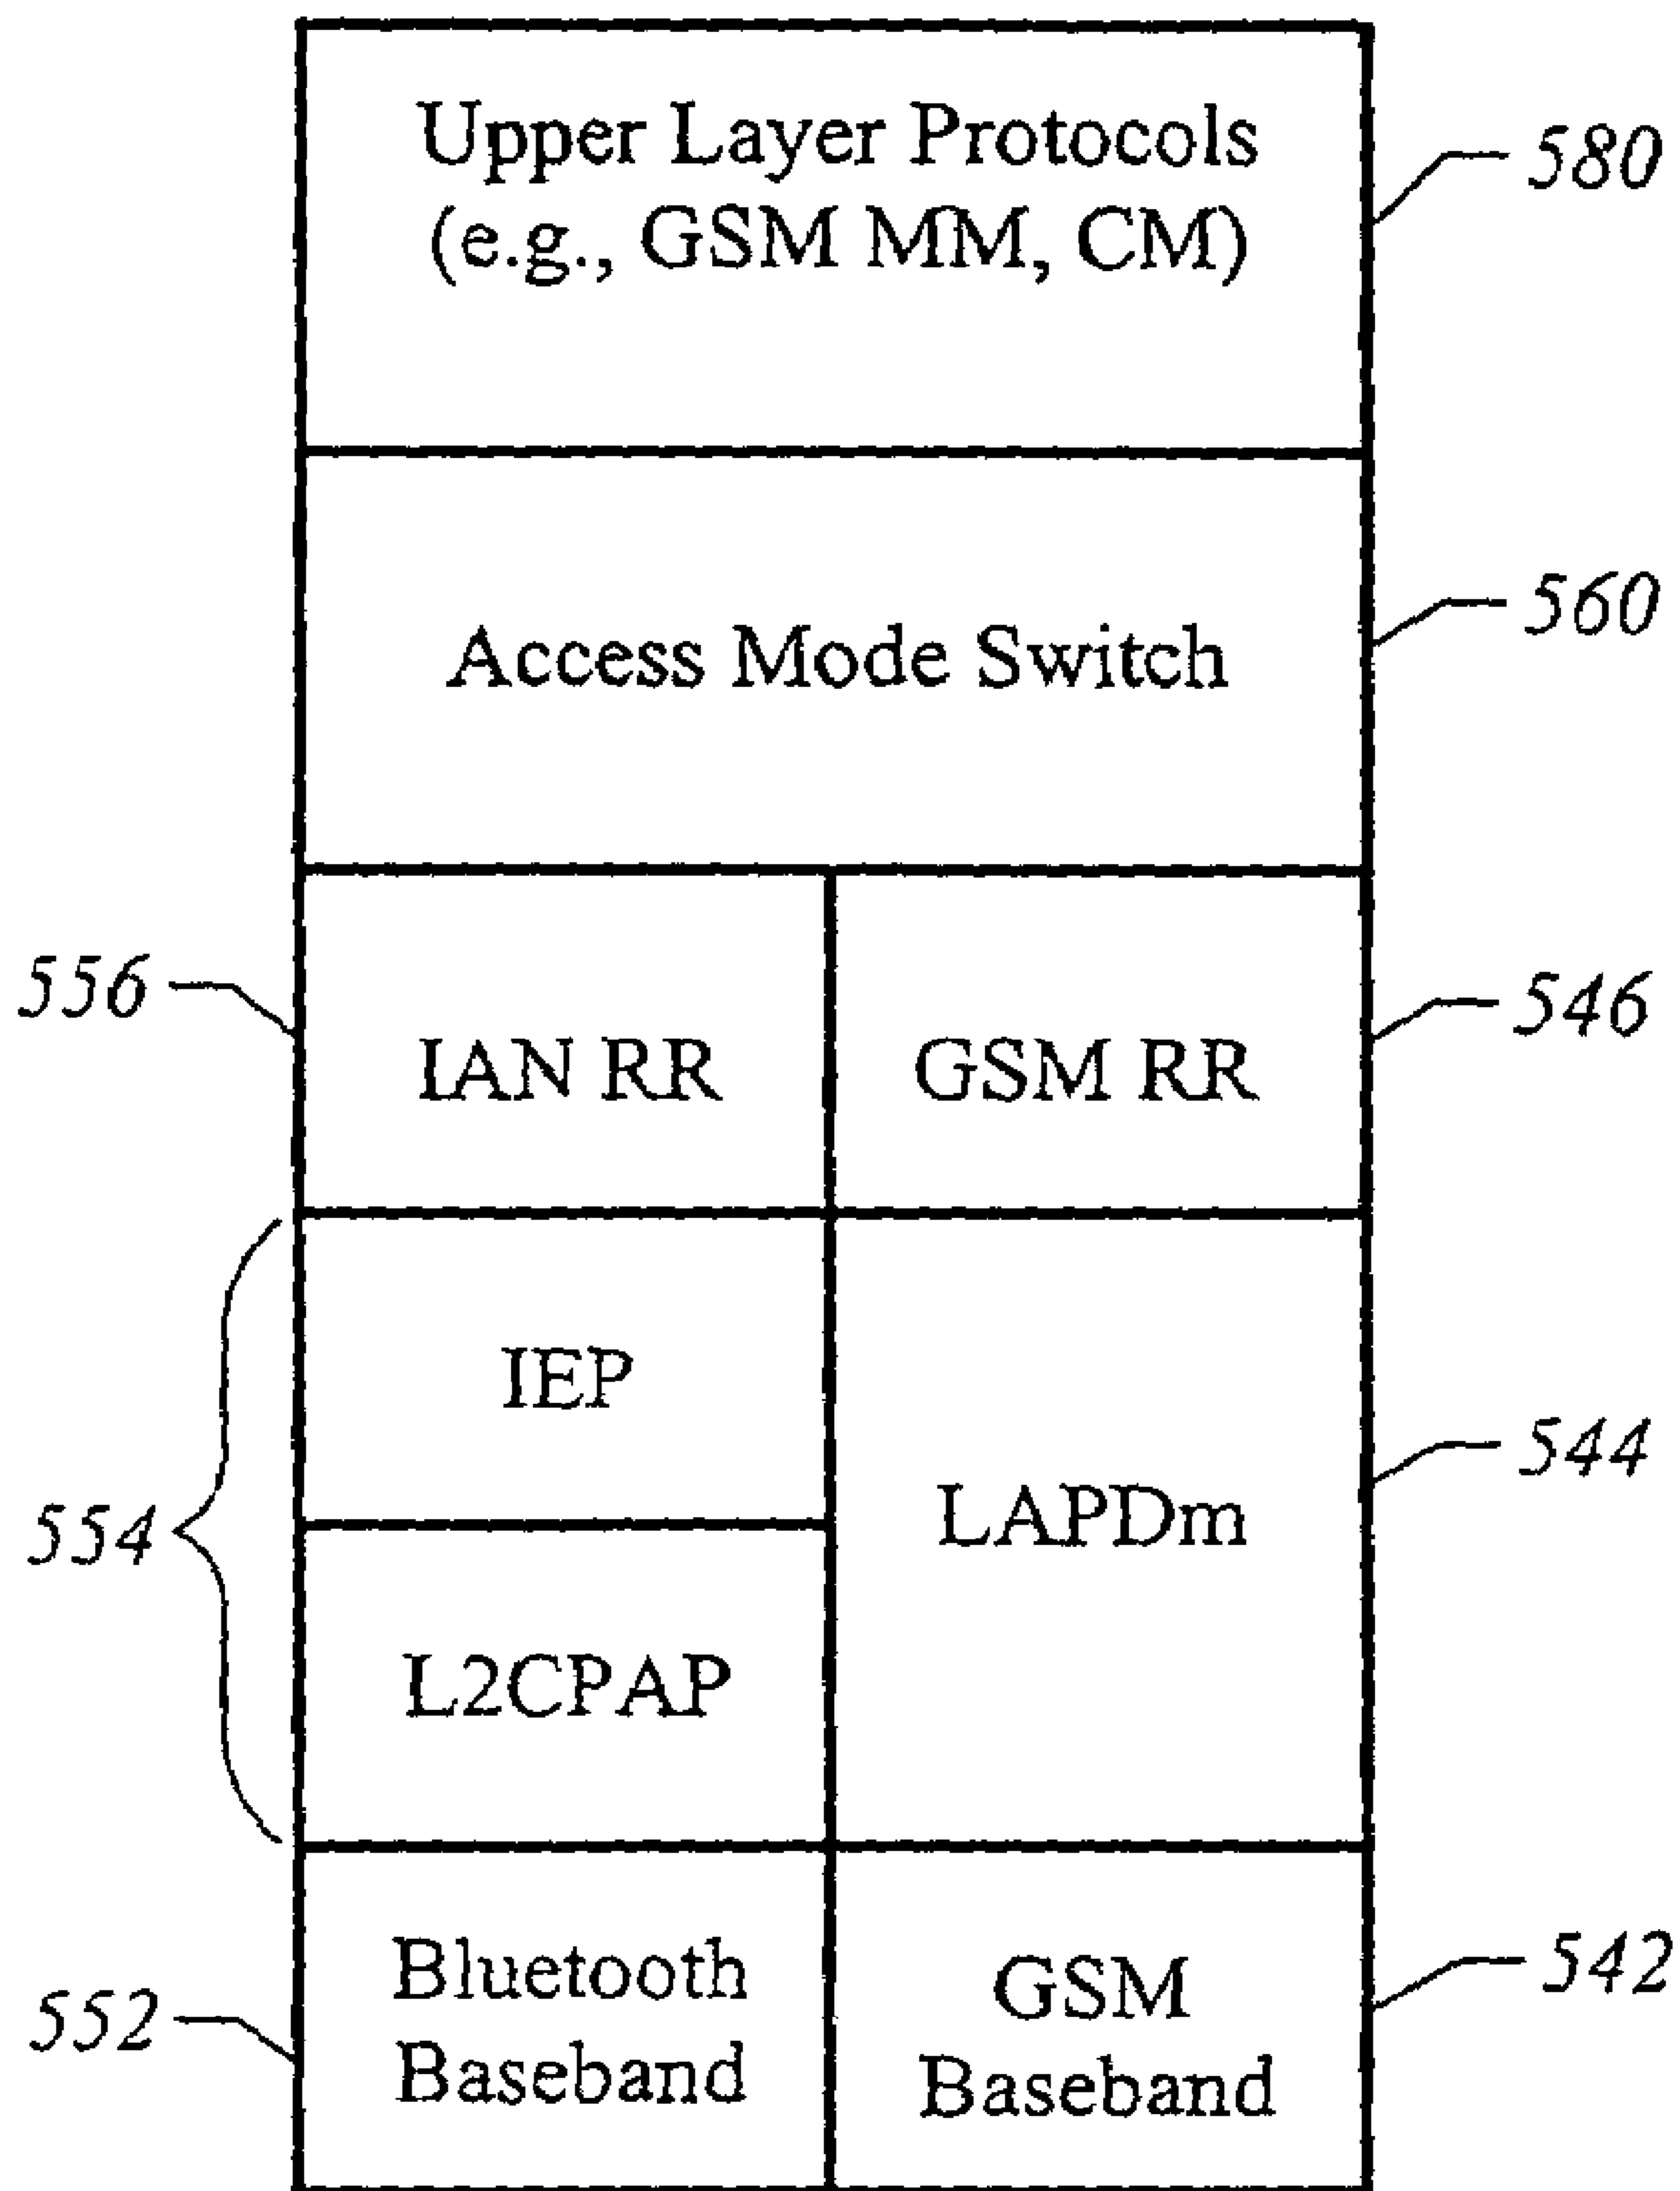 Upper Layer Protocols
(e.g., GSM MM, CM)
580
Access Mode Switch
560
556
IAN RR
GSM RR
546
IEP
554
LAPDm
544
L2CPAP
552
Bluetooth
Baseband
GSM
Baseband
542